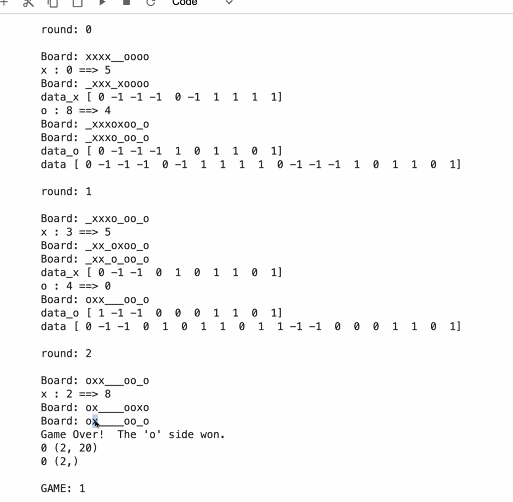 Code
round: 0
Board: xxxx__oooo
x : 0 ==> 5
Board: _xxx_xoooo
data_x [ 0 -1 -1 -1  0 -1  1  1  1  1]
o : 8 ==> 4
Board: _xxxoxoo_o
Board: _xxxo_oo_o
data_o [ 0 -1 -1 -1  1  0  1  1  0  1]
data [ 0 -1 -1 -1  0 -1  1  1  1  1  0 -1 -1 -1  1  0  1  1  0  1]
round: 1
Board: _xxxo_oo_o
x : 3 ==> 5
Board: _xx_oxoo_o
Board: _xx_o_oo_o
data_x [ 0 -1 -1  0  1  0  1  1  0  1]
o : 4 ==> 0
Board: oxx___oo_o
data_o [ 1 -1 -1  0  0  0  1  1  0  1]
data [ 0 -1 -1  0  1  0  1  1  0  1  1 -1 -1  0  0  0  1  1  0  1]
round: 2
Board: oxx___oo_o
x : 2 ==> 8
Board: ox____ooxo
Board: ox____oo_o
Game Over!  The 'o' side won.
0 (2, 20)
0 (2,)
GAME: 1